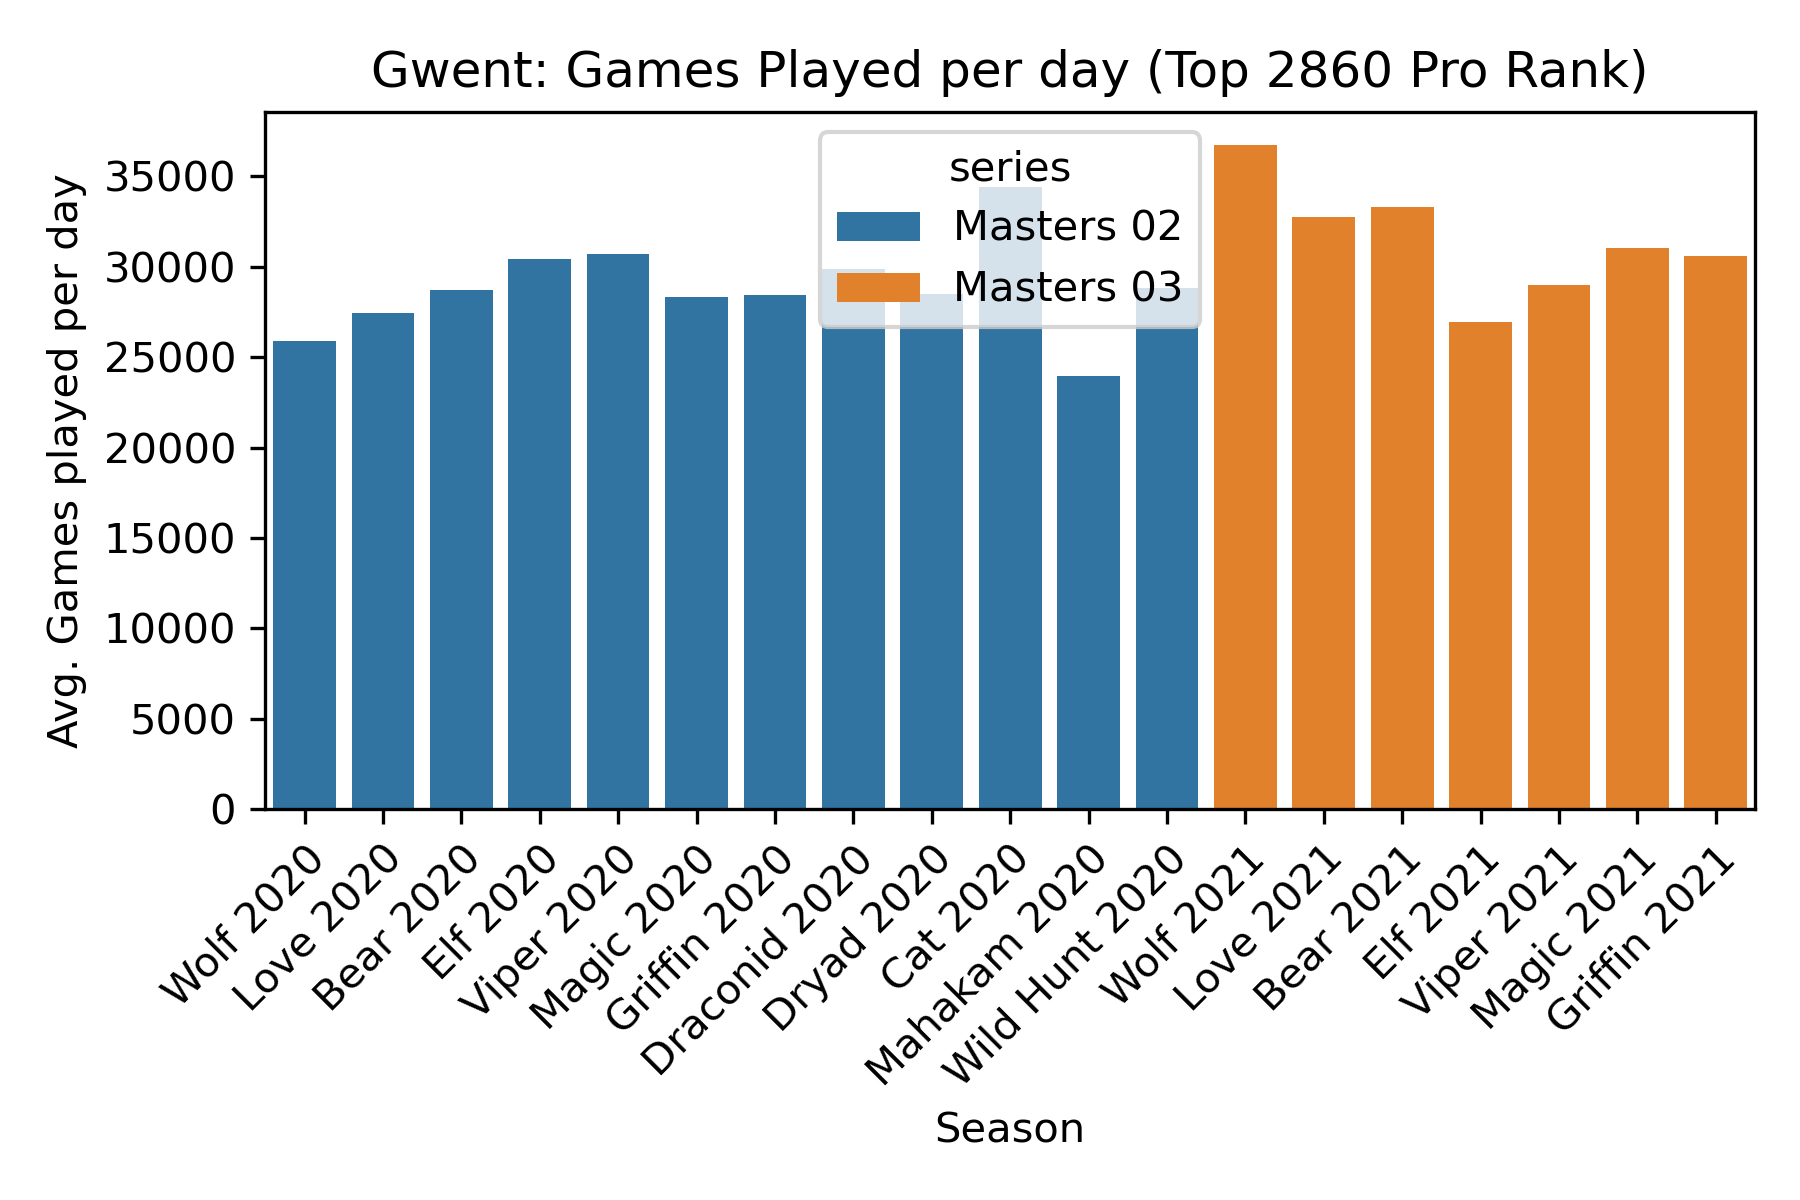 Gwent: Games Played per day (Top 2860 Pro Rank)
Avg. Games played per day
35000
30000
25000
20000
15000
10000
5000
0
series
Masters 02
Masters 03
Wolf 2020
Love 2020
Bear 2020
Elf 2020
Viper 2020
Magic 2020
Griffin 2020
Draconid 2020
Dryad 2020
Cat 2020
Mahakam 2020
Wild Hunt 2020
Wolf 2021
Love 2021
Bear 2021
Elf 2021
Viper 2021
Magic 2021
Griffin 2021
Season